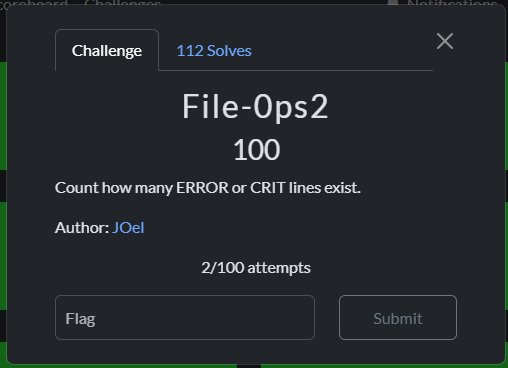 Scoreboard Challenges Notifications
Challenge 112 Solves
File-0ps2
100
Count how many ERROR or CRIT lines exist.
Author: JOel
2/100 attempts
Flag Submit